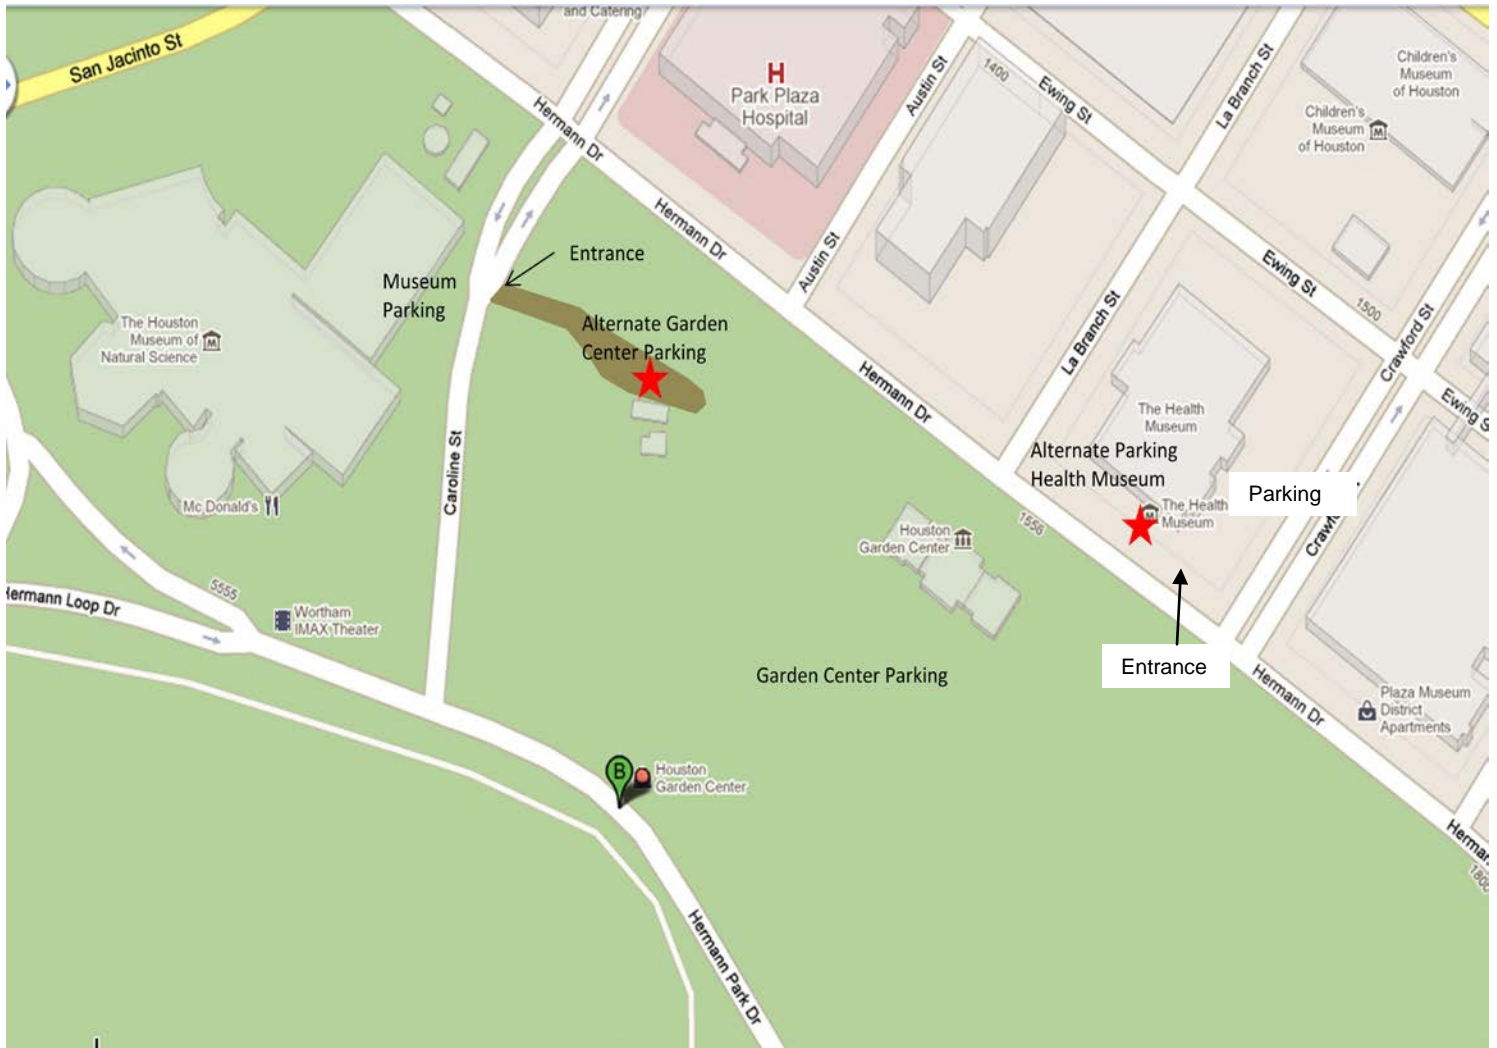 and Catering
San Jacinto St
H
Park Plaza
Hospital
Hermann Dr
Austin St
1400
Ewing St
La Branch St
Children's
Museum
of Houston
Children's
Museum
of Houston
Hermann Dr
Austin St
Entrance
Museum
Parking
Alternate Garden
Center Parking
The Houston
Museum of
Natural Science
M
Ewing St
1500
Crawford St
La Branch St
Hermann Dr
Ewing S
The Health
Museum
Alternate Parking
Health Museum
Parking
The Health
Museum
Caroline St
Mc Donald's
1556
Houston
Garden Center
Hermann Loop Dr
5555
Wortham
IMAX Theater
Entrance
Garden Center Parking
Hermann Dr
Plaza Museum
District
Apartments
B
Houston
Garden Center
Herman
1800
Hermann Park Dr